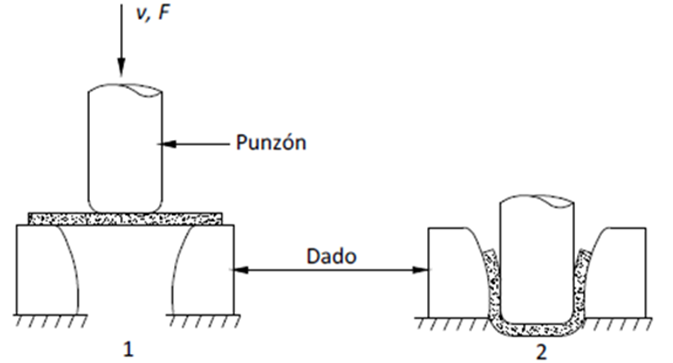 v, F
Punzón
Dado
1
2